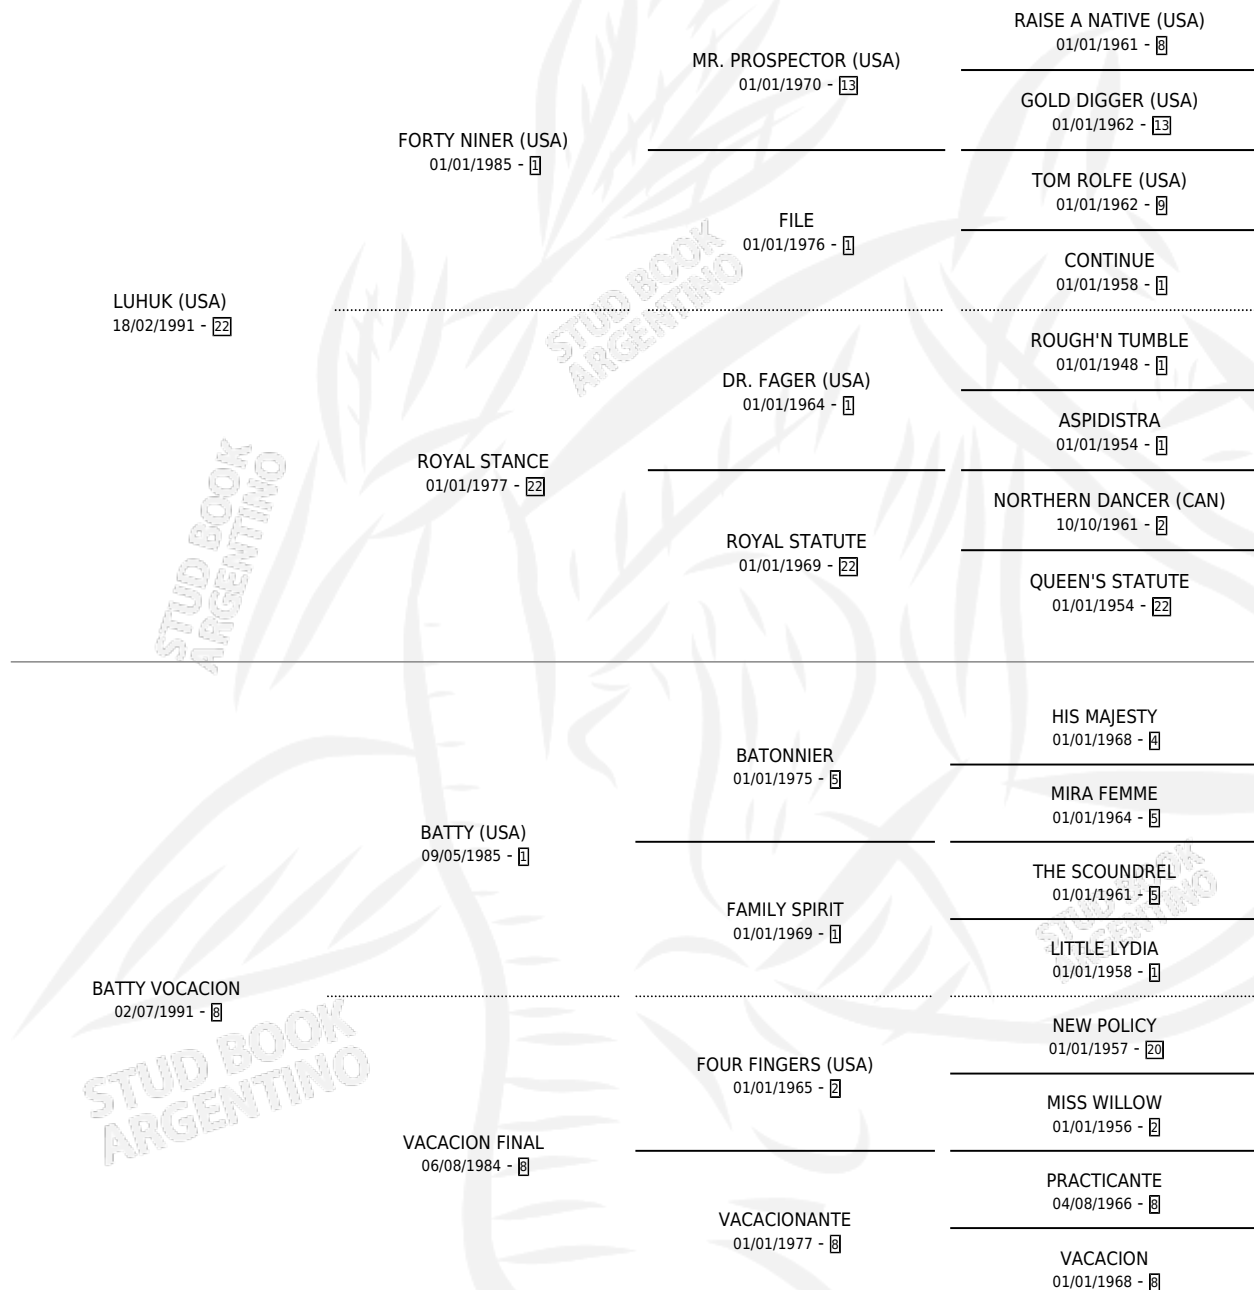 RAISE A NATIVE (USA)
01/01/1961 - 8
MR. PROSPECTOR (USA)
01/01/1970 - 13
GOLD DIGGER (USA)
01/01/1962 - 13
FORTY NINER (USA)
01/01/1985 - 1
TOM ROLFE (USA)
01/01/1962 - 9
FILE
01/01/1976 - 1
CONTINUE
01/01/1958 - 1
LUHUK (USA)
18/02/1991 - 22
STUD BOOK
ARGENTINO
ROUGH'N TUMBLE
01/01/1948 - 1
DR. FAGER (USA)
01/01/1964 - 1
ASPIDISTRA
01/01/1954 - 1
ROYAL STANCE
01/01/1977 - 22
NORTHERN DANCER (CAN)
10/10/1961 - 2
ROYAL STATUTE
01/01/1969 - 22
QUEEN'S STATUTE
01/01/1954 - 22
STUD BOOK
ARGENTINO
HIS MAJESTY
01/01/1968 - 4
BATONNIER
01/01/1975 - 5
MIRA FEMME
01/01/1964 - 5
BATTY (USA)
09/05/1985 - 1
THE SCOUNDREL
01/01/1961 - 5
FAMILY SPIRIT
01/01/1969 - 1
STUD BOOK
ARGENTINO
LITTLE LYDIA
01/01/1958 - 1
BATTY VOCACION
02/07/1991 - 8
NEW POLICY
01/01/1957 - 20
FOUR FINGERS (USA)
01/01/1965 - 2
STUD BOOK
ARGENTINO
MISS WILLOW
01/01/1956 - 2
VACACION FINAL
06/08/1984 - 8
PRACTICANTE
04/08/1966 - 8
VACACIONANTE
01/01/1977 - 8
VACACION
01/01/1968 - 8